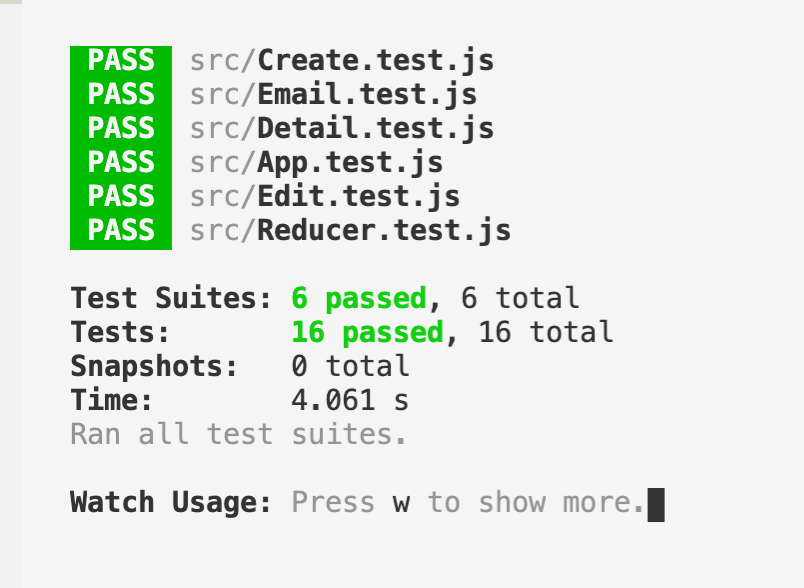 PASS src/Create.test.js
PASS src/Email.test.js
PASS src/Detail.test.js
PASS src/App.test.js
PASS src/Edit.test.js
PASS src/Reducer.test.js
Test Suites: 6 passed, 6 total
Tests: 16 passed, 16 total
Snapshots: 0 total
Time: 4.061 s
Ran all test suites.
Watch Usage: Press w to show more.